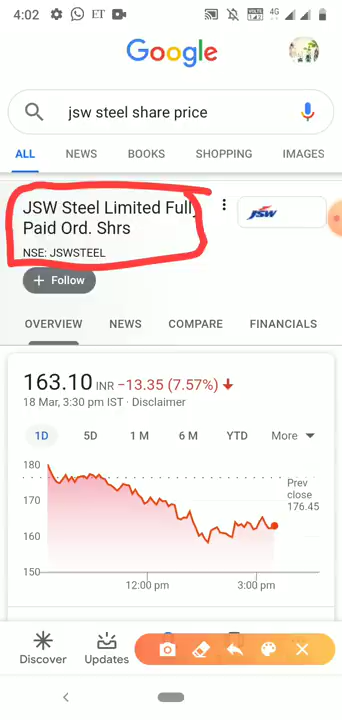 4:02 ET 4G
Google
jsw steel share price
ALL NEWS BOOKS SHOPPING IMAGES
JSW Steel Limited Fully
Paid Ord. Shrs
NSE: JSWSTEEL
JSW
+ Follow
OVERVIEW NEWS COMPARE FINANCIALS
163.10 INR −13.35 (7.57%)
18 Mar, 3:30 pm IST · Disclaimer
1D 5D 1 M 6 M YTD More
180
170
160
150
Prev
close
176.45
12:00 pm 3:00 pm
Discover Updates